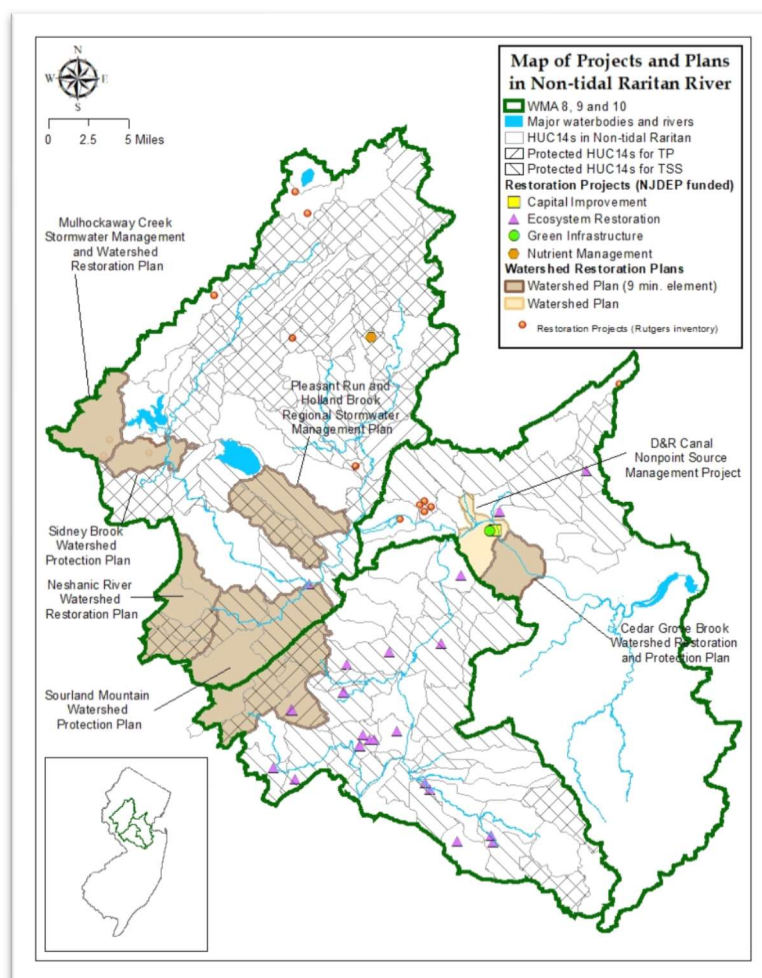 Map of Projects and Plans
in Non-tidal Raritan River
WMA 8, 9 and 10
Major waterbodies and rivers
HUC14s in Non-tidal Raritan
Protected HUC14s for TP
Protected HUC14s for TSS
Restoration Projects (NJDEP funded)
Capital Improvement
Ecosystem Restoration
Green Infrastructure
Nutrient Management
Watershed Restoration Plans
Watershed Plan (9 min. element)
Watershed Plan
Restoration Projects (Rutgers inventory)
N
W
E
S
0 2.5 5 Miles
Mulhockaway Creek
Stormwater Management
and Watershed
Restoration Plan
Pleasant Run and
Holland Brook
Regional Stormwater
Management Plan
D&R Canal
Nonpoint Source
Management Project
Sidney Brook
Watershed
Protection Plan
Neshanic River
Watershed
Restoration Plan
Cedar Grove Brook
Watershed Restoration
and Protection Plan
Sourland Mountain
Watershed
Protection Plan